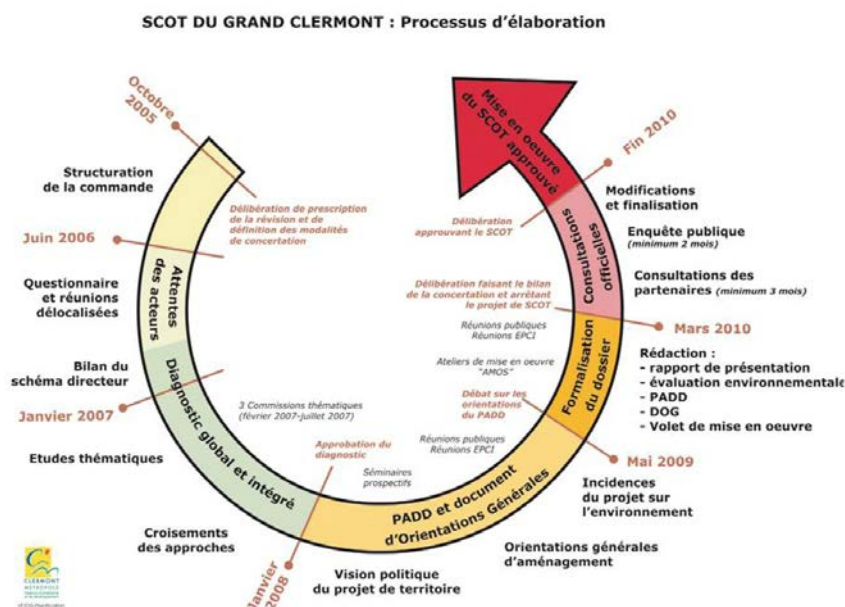 SCOT DU GRAND CLERMONT : Processus d'élaboration
Octobre
2005
Structuration
de la commande
Délibération de prescription
de la révision et de
définition des modalités
de concertation
Juin 2006
Attentes
des acteurs
Questionnaire
et réunions
délocalisées
Bilan du
schéma directeur
Janvier 2007
Diagnostic global et intégré
3 Commissions thématiques
(février 2007-juillet 2007)
Etudes thématiques
Croisements
des approches
Approbation du
diagnostic
Janvier
2008
Séminaires
prospectifs
Réunions publiques
Réunions EPCI
PADD et document
d'Orientations Générales
Vision politique
du projet de territoire
Orientations générales
d'aménagement
Incidences
du projet sur
l'environnement
Mai 2009
Débat sur les
orientations
du PADD
Ateliers de mise en oeuvre
"AMOS"
Réunions publiques
Réunions EPCI
Formalisation
du dossier
Rédaction :
- rapport de présentation
- évaluation environnementale
- PADD
- DOG
- Volet de mise en oeuvre
Mars 2010
Délibération faisant le bilan
de la concertation et arrêtant
le projet de SCOT
Consultations
officielles
Consultations des
partenaires (minimum 3 mois)
Enquête publique
(minimum 2 mois)
Modifications
et finalisation
Délibération
approuvant le SCOT
Fin 2010
Mise en oeuvre
du SCOT approuvé
CLERMONT
METROPOLE